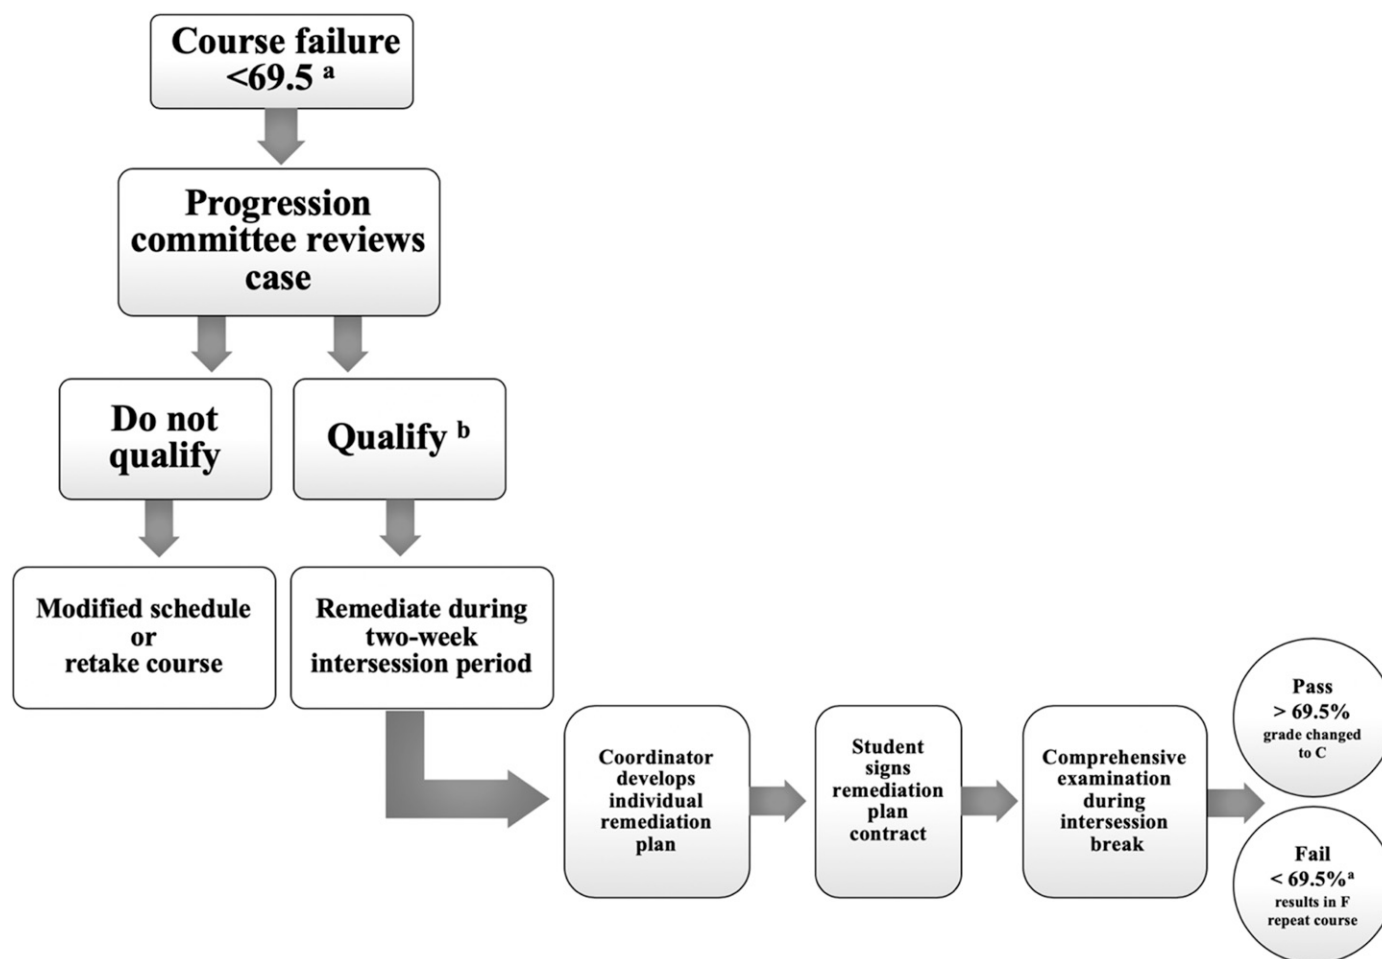 Course failure
<69.5 a
Progression
committee reviews
case
Do not
qualify
Qualify b
Modified schedule
or
retake course
Remediate during
two-week
intersession period
Coordinator
develops
individual
remediation
plan
Student
signs
remediation
plan
contract
Comprehensive
examination
during
intersession
break
Pass
> 69.5%
grade changed
to C
Fail
< 69.5%a
results in F
repeat course